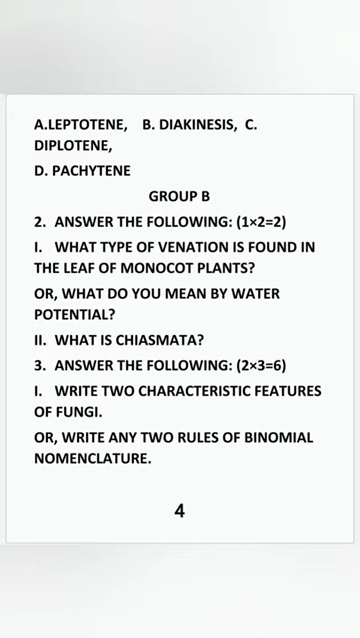 A.LEPTOTENE, B. DIAKINESIS, C.
DIPLOTENE,
D. PACHYTENE
GROUP B
2. ANSWER THE FOLLOWING: (1×2=2)
I. WHAT TYPE OF VENATION IS FOUND IN
THE LEAF OF MONOCOT PLANTS?
OR, WHAT DO YOU MEAN BY WATER
POTENTIAL?
II. WHAT IS CHIASMATA?
3. ANSWER THE FOLLOWING: (2×3=6)
I. WRITE TWO CHARACTERISTIC FEATURES
OF FUNGI.
OR, WRITE ANY TWO RULES OF BINOMIAL
NOMENCLATURE.
4